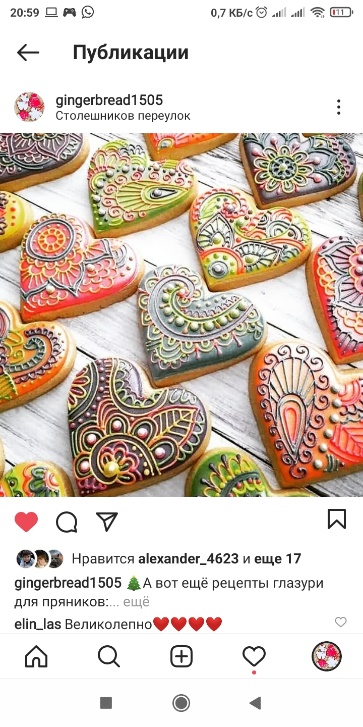 20:59 0,7 КБ/с 11
Публикации
gingerbread1505
Столешников переулок
Нравится alexander_4623 и еще 17
gingerbread1505 🎄А вот ещё рецепты глазури
для пряников:... ещё
elin_las Великолепно❤️❤️❤️❤️